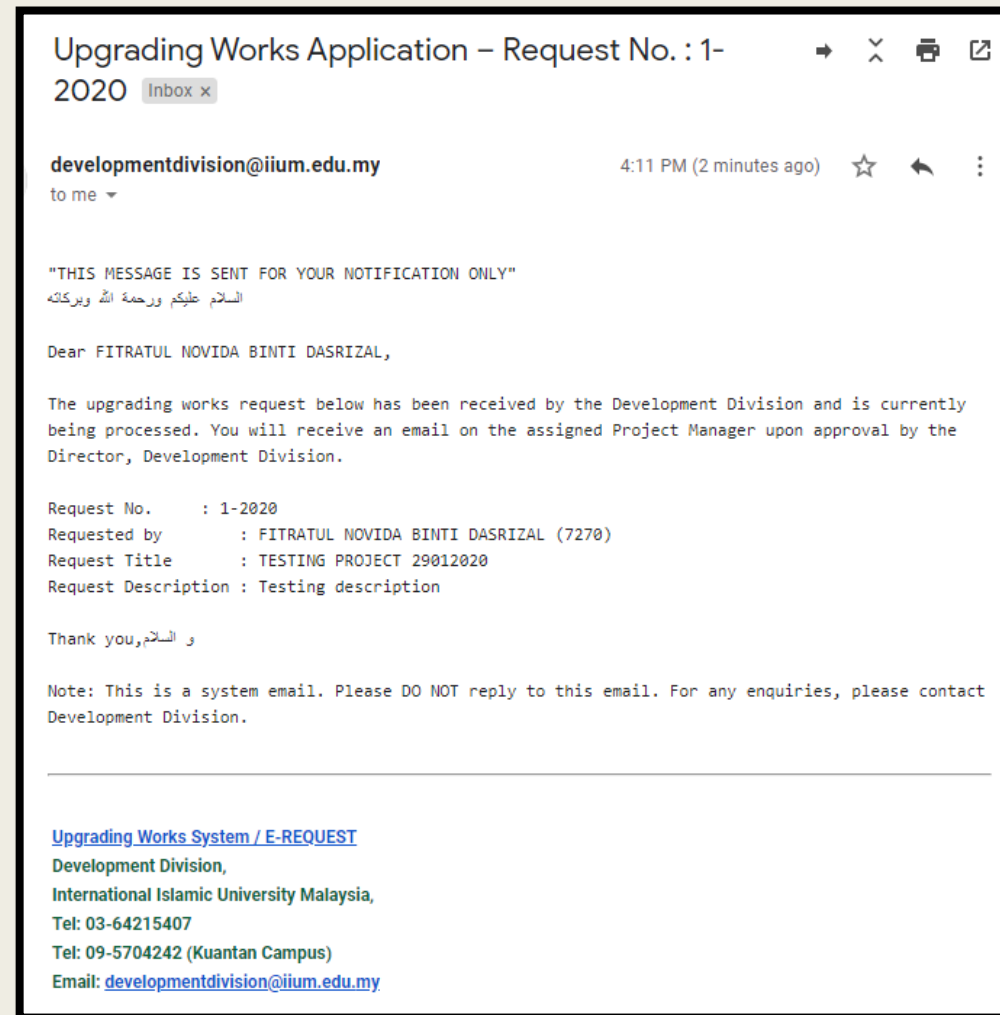 Upgrading Works Application – Request No. : 1-
2020 Inbox x
developmentdivision@iium.edu.my 4:11 PM (2 minutes ago)
to me
"THIS MESSAGE IS SENT FOR YOUR NOTIFICATION ONLY"
السلام عليكم ورحمة الله وبركاته
Dear FITRATUL NOVIDA BINTI DASRIZAL,
The upgrading works request below has been received by the Development Division and is currently
being processed. You will receive an email on the assigned Project Manager upon approval by the
Director, Development Division.
Request No. : 1-2020
Requested by : FITRATUL NOVIDA BINTI DASRIZAL (7270)
Request Title : TESTING PROJECT 29012020
Request Description : Testing description
Thank you,و السلام
Note: This is a system email. Please DO NOT reply to this email. For any enquiries, please contact
Development Division.
Upgrading Works System / E-REQUEST
Development Division,
International Islamic University Malaysia,
Tel: 03-64215407
Tel: 09-5704242 (Kuantan Campus)
Email: developmentdivision@iium.edu.my